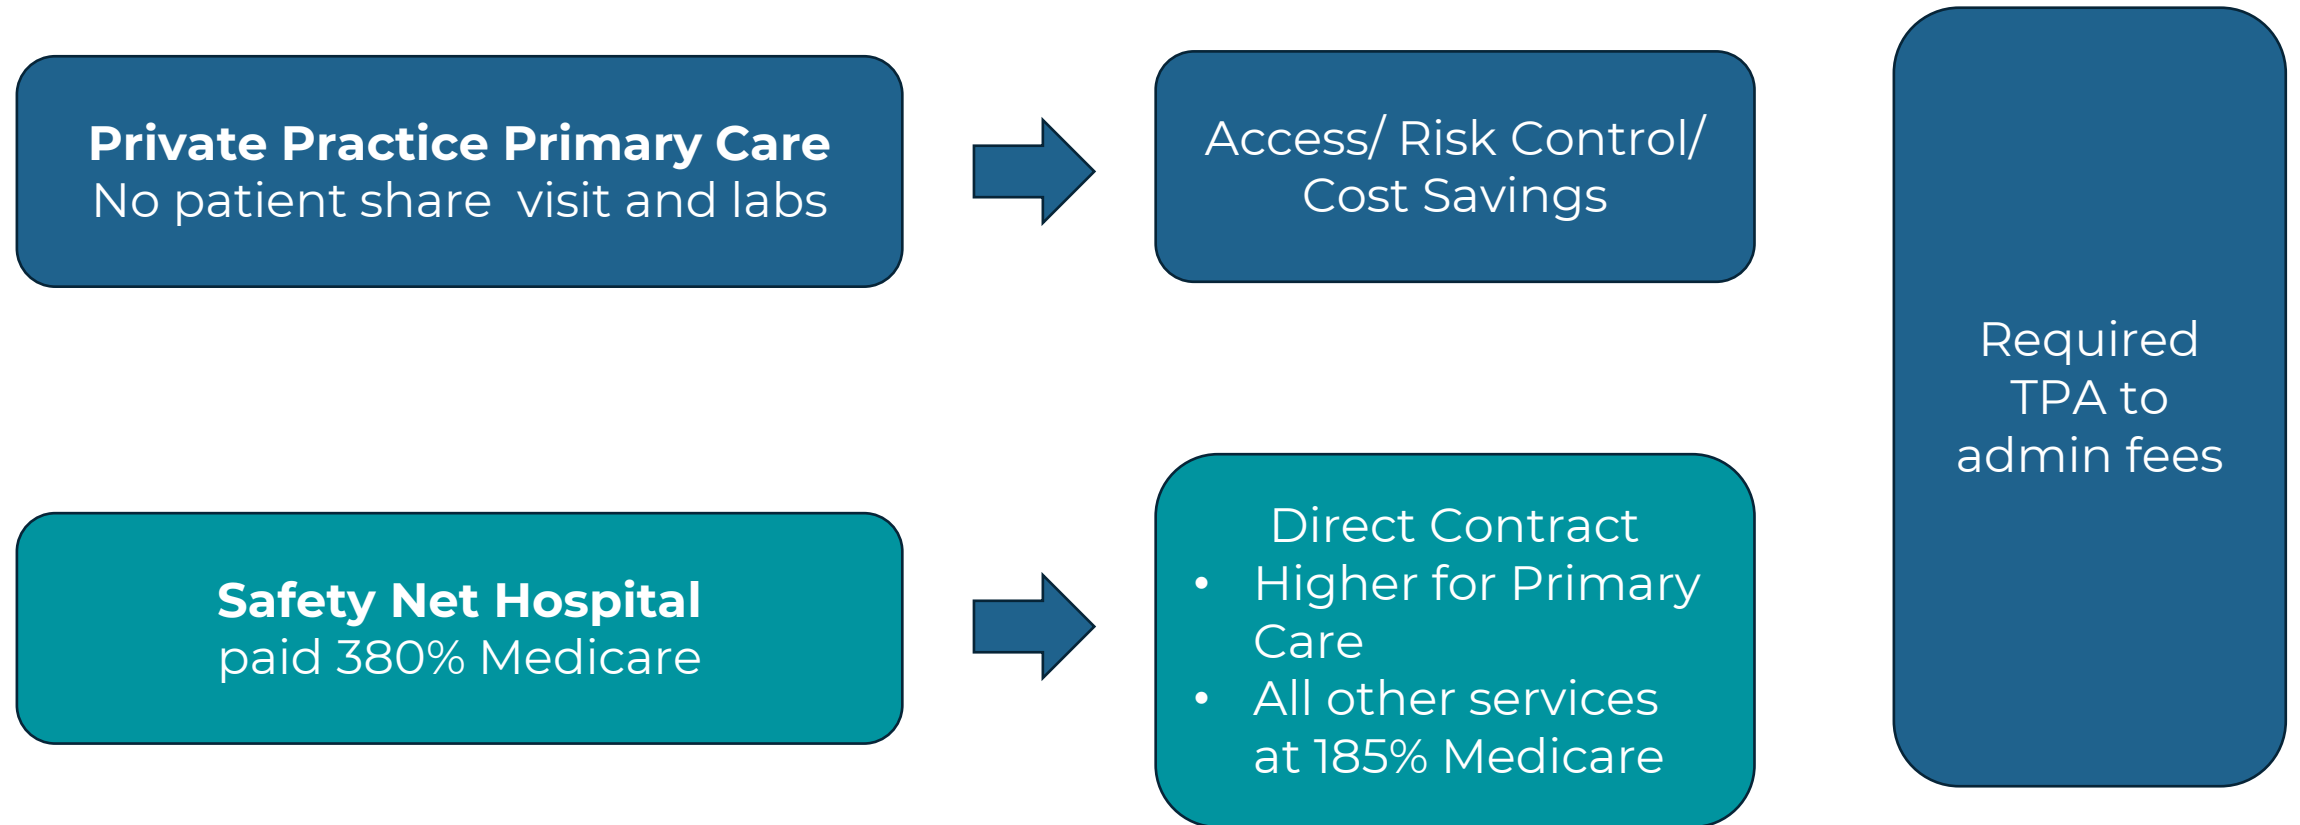 Private Practice Primary Care
No patient share  visit and labs
Access/ Risk Control/
Cost Savings
Required
TPA to
admin fees
Safety Net Hospital
paid 380% Medicare
Direct Contract
• Higher for Primary
Care
• All other services
at 185% Medicare